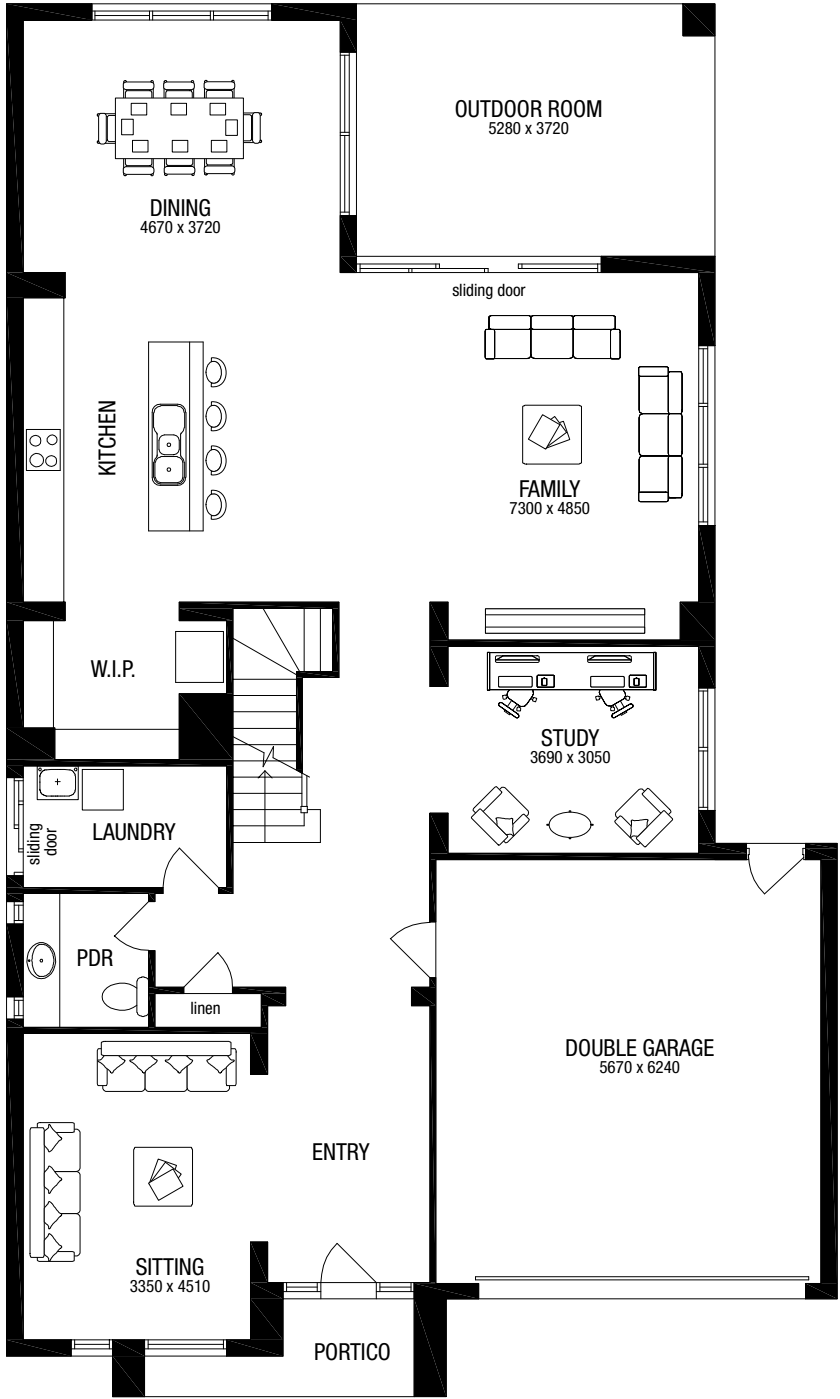 OUTDOOR ROOM
5280 x 3720
DINING
4670 x 3720
sliding door
KITCHEN
FAMILY
7300 x 4850
W.I.P.
STUDY
3690 x 3050
LAUNDRY
sliding
door
PDR
linen
DOUBLE GARAGE
5670 x 6240
ENTRY
SITTING
3350 x 4510
PORTICO